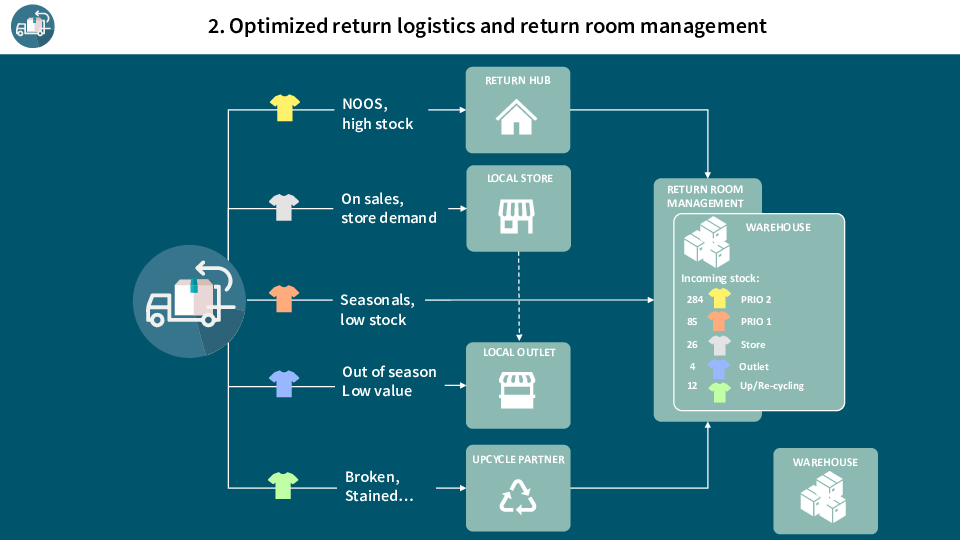 2. Optimized return logistics and return room management
NOOS,
high stock
RETURN HUB
On sales,
store demand
LOCAL STORE
Seasonals,
low stock
Out of season
Low value
LOCAL OUTLET
Broken,
Stained...
UPCYCLE PARTNER
RETURN ROOM
MANAGEMENT
WAREHOUSE
Incoming stock:
284 PRIO 2
85 PRIO 1
26 Store
4 Outlet
12 Up/Re-cycling
WAREHOUSE